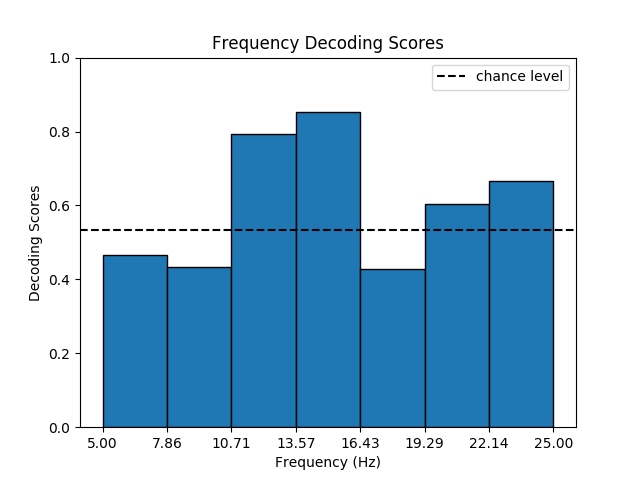 Frequency Decoding Scores
chance level
Decoding Scores
1.0
0.8
0.6
0.4
0.2
0.0
5.00 7.86 10.71 13.57 16.43 19.29 22.14 25.00
Frequency (Hz)